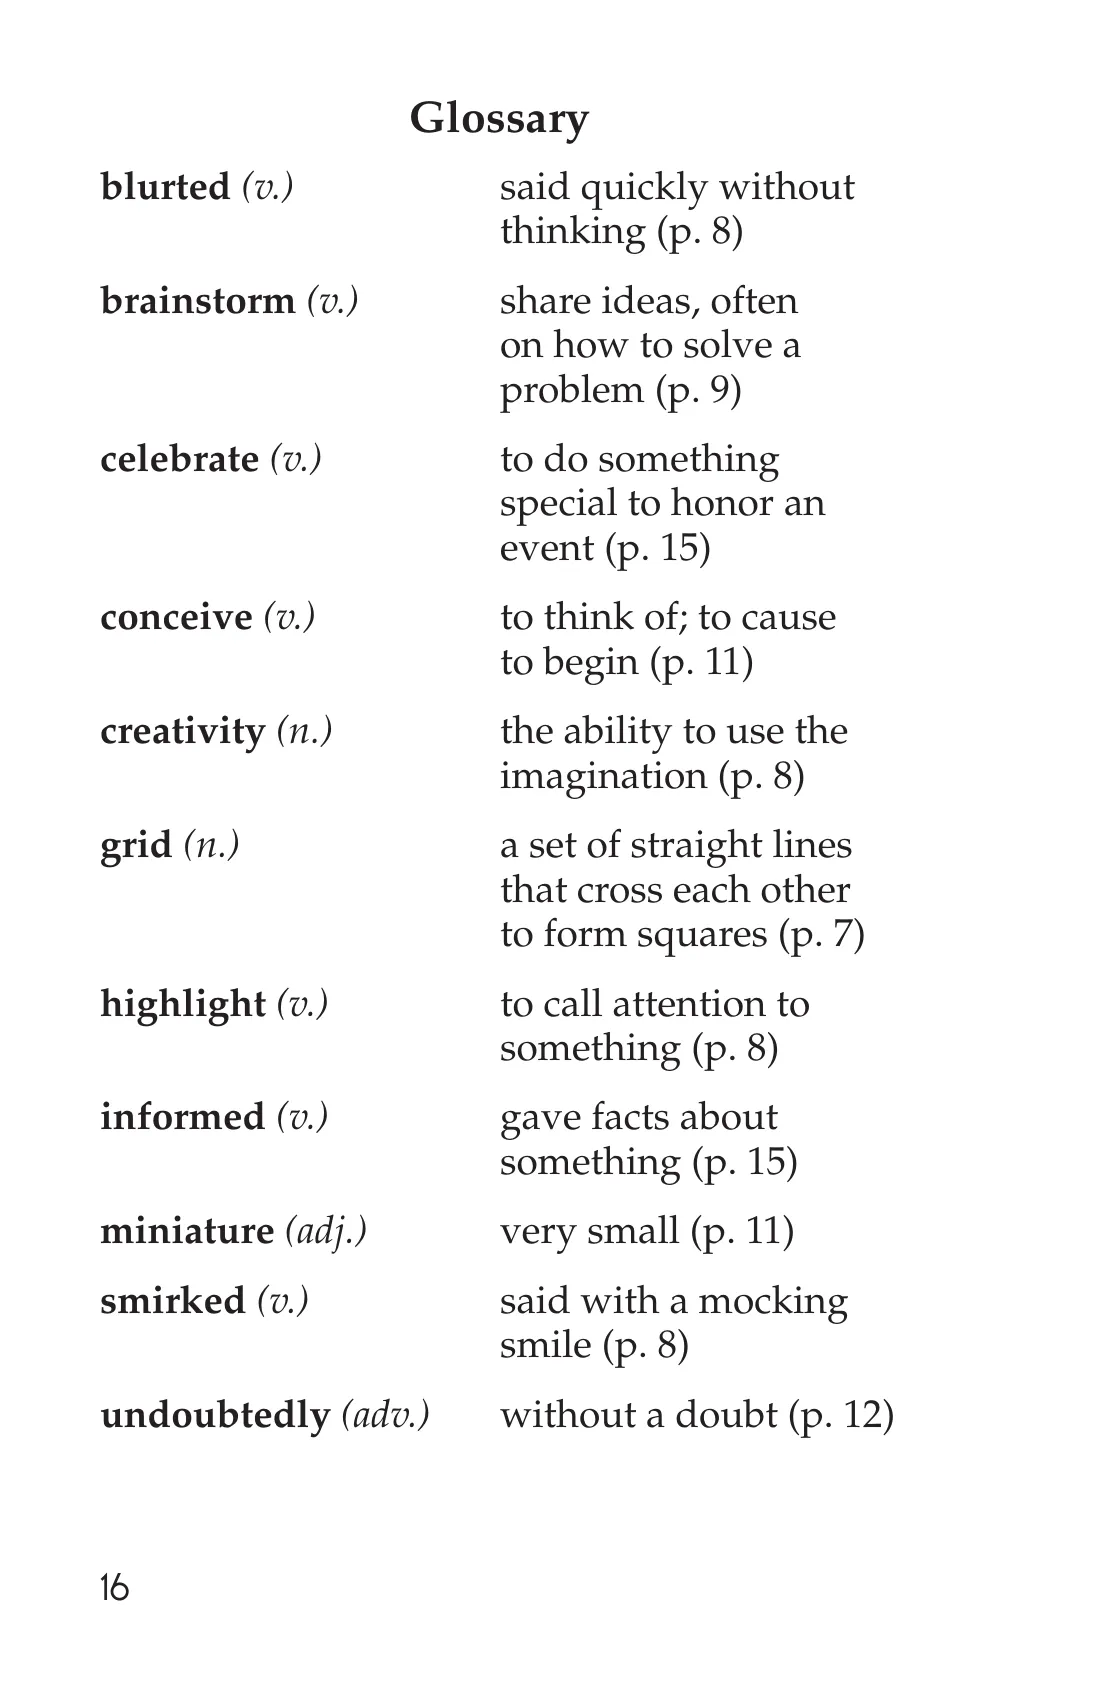 Glossary
blurted (v.) said quickly without
thinking (p. 8)
brainstorm (v.) share ideas, often
on how to solve a
problem (p. 9)
celebrate (v.) to do something
special to honor an
event (p. 15)
conceive (v.) to think of; to cause
to begin (p. 11)
creativity (n.) the ability to use the
imagination (p. 8)
grid (n.) a set of straight lines
that cross each other
to form squares (p. 7)
highlight (v.) to call attention to
something (p. 8)
informed (v.) gave facts about
something (p. 15)
miniature (adj.) very small (p. 11)
smirked (v.) said with a mocking
smile (p. 8)
undoubtedly (adv.) without a doubt (p. 12)
16